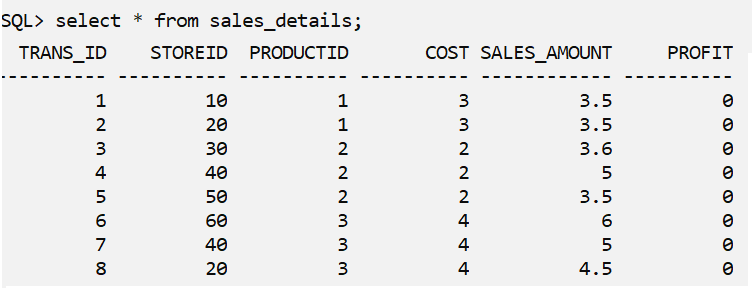 SQL> select * from sales_details;
TRANS_ID STOREID PRODUCTID COST SALES_AMOUNT PROFIT
---------- ---------- ---------- ---------- ------------ ----------
1 10 1 3 3.5 0
2 20 1 3 3.5 0
3 30 2 2 3.6 0
4 40 2 2 5 0
5 50 2 2 3.5 0
6 60 3 4 6 0
7 40 3 4 5 0
8 20 3 4 4.5 0